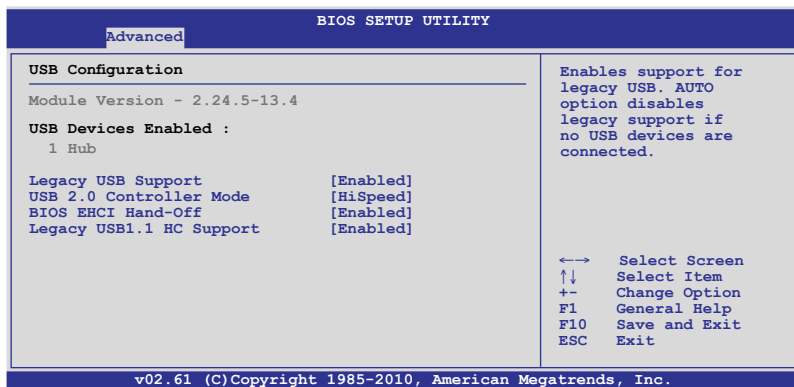 BIOS SETUP UTILITY
Advanced
USB Configuration
Module Version - 2.24.5-13.4
USB Devices Enabled :
1 Hub
Legacy USB Support [Enabled]
USB 2.0 Controller Mode [HiSpeed]
BIOS EHCI Hand-Off [Enabled]
Legacy USB1.1 HC Support [Enabled]
Enables support for
legacy USB. AUTO
option disables
legacy support if
no USB devices are
connected.
←→ Select Screen
↑↓ Select Item
+- Change Option
F1 General Help
F10 Save and Exit
ESC Exit
v02.61 (C)Copyright 1985-2010, American Megatrends, Inc.